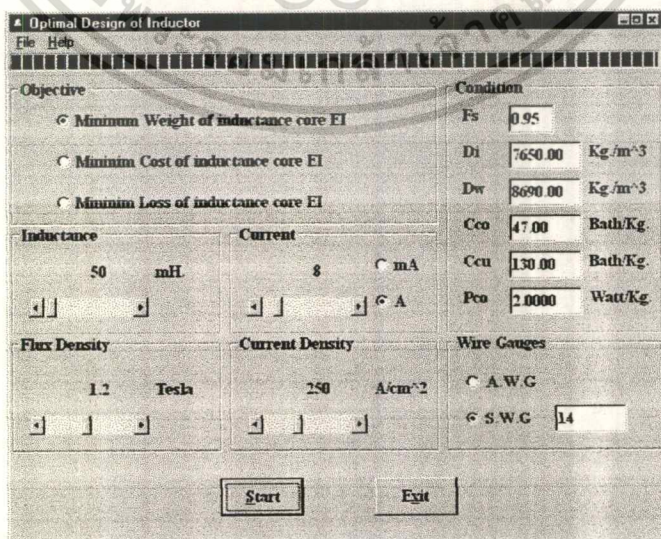 Optimal Design of Inductor
File Help
Objective
Minimum Weight of inductance core EI
Minimim Cost of inductance core EI
Minimim Loss of inductance core EI
Condition
Fs 0.95
Di 7650.00 Kg./m^3
Dw 8690.00 Kg./m^3
Cco 47.00 Bath/Kg.
Ccu 130.00 Bath/Kg.
Pco 2.0000 Watt/Kg.
Inductance
50 mH.
Current
8 mA
A
Flux Density
1.2 Tesla
Current Density
250 A/cm^2
Wire Gauges
A.W.G
S.W.G 14
Start Exit